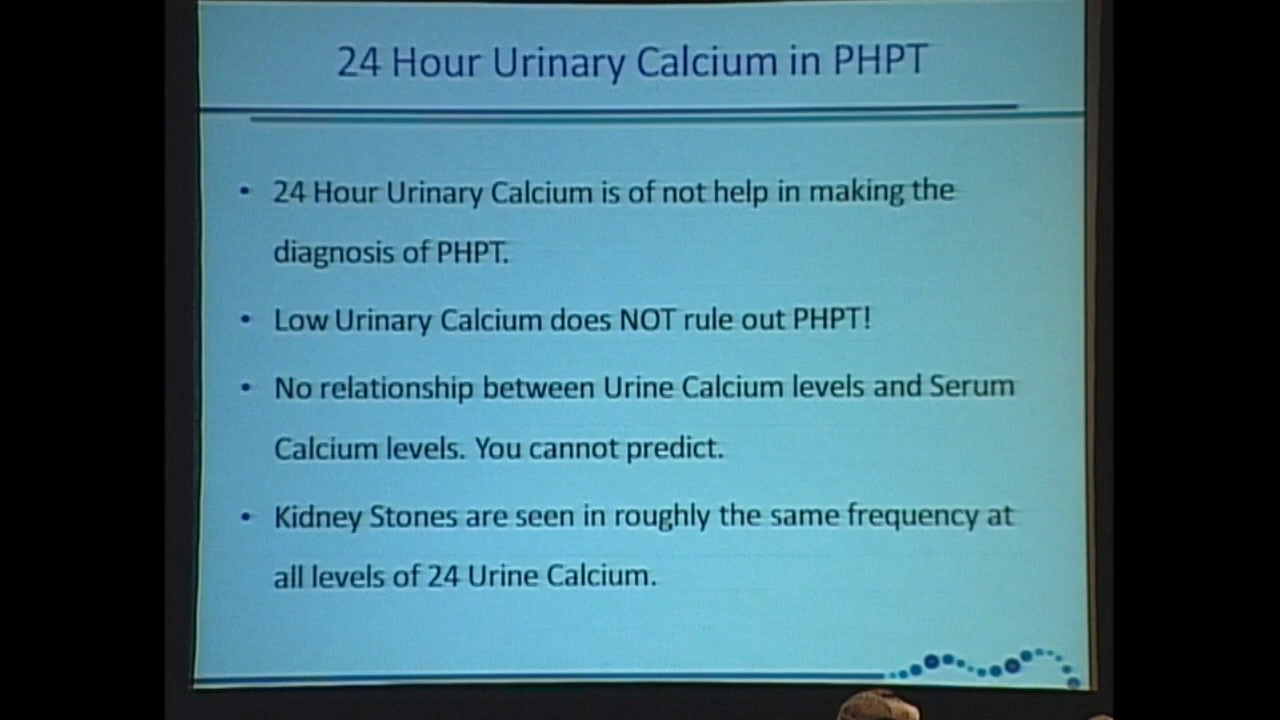 24 Hour Urinary Calcium in PHPT
• 24 Hour Urinary Calcium is of not help in making the
diagnosis of PHPT.
• Low Urinary Calcium does NOT rule out PHPT!
• No relationship between Urine Calcium levels and Serum
Calcium levels. You cannot predict.
• Kidney Stones are seen in roughly the same frequency at
all levels of 24 Urine Calcium.